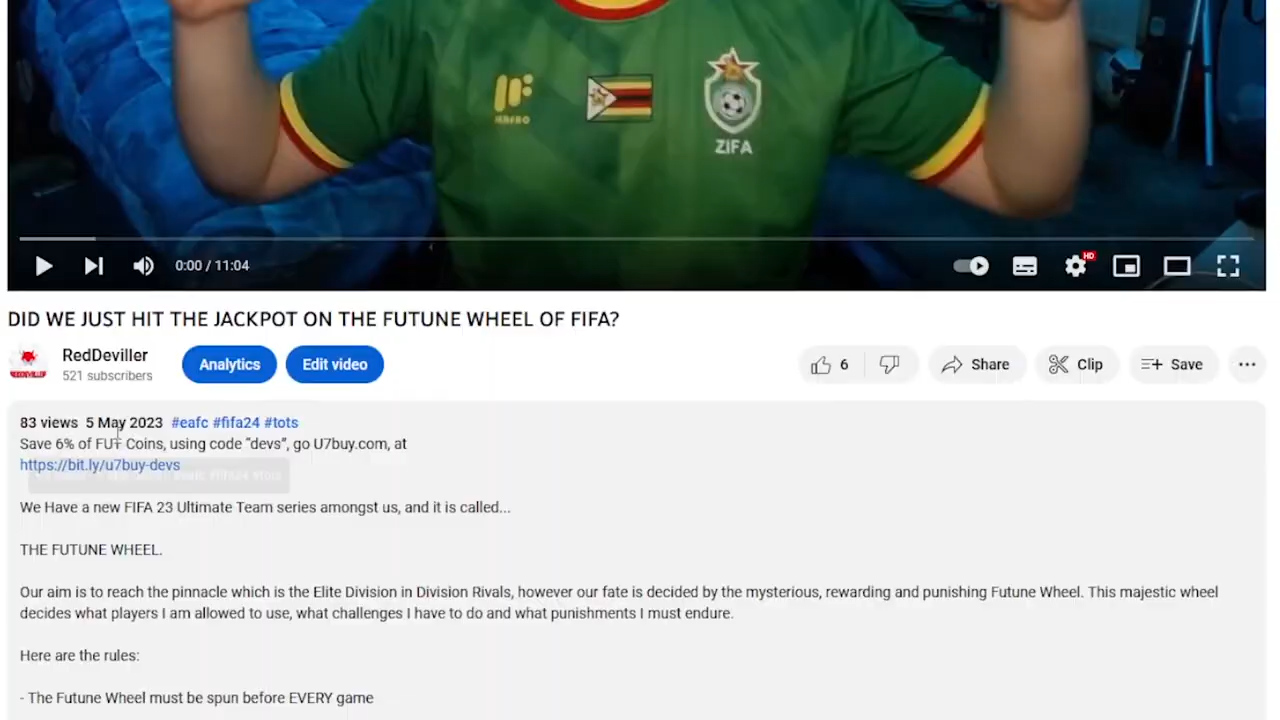 ZIFA
0:00 / 11:04
HD
DID WE JUST HIT THE JACKPOT ON THE FUTUNE WHEEL OF FIFA?
RedDeviller
521 subscribers
Analytics
Edit video
6
Share
Clip
Save
83 views 5 May 2023 #eafc #fifa24 #tots
Save 6% of FUT Coins, using code “devs”, go U7buy.com, at
https://bit.ly/u7buy-devs
We Have a new FIFA 23 Ultimate Team series amongst us, and it is called...
THE FUTUNE WHEEL.
Our aim is to reach the pinnacle which is the Elite Division in Division Rivals, however our fate is decided by the mysterious, rewarding and punishing Futune Wheel. This majestic wheel
decides what players I am allowed to use, what challenges I have to do and what punishments I must endure.
Here are the rules:
- The Futune Wheel must be spun before EVERY game